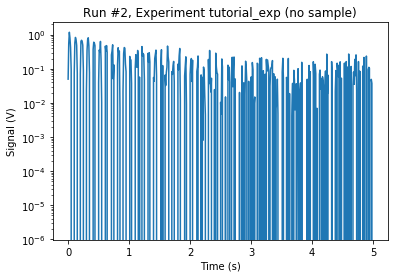 Run #2, Experiment tutorial_exp (no sample)
10⁰
10⁻¹
10⁻²
10⁻³
10⁻⁴
10⁻⁵
10⁻⁶
Signal (V)
0 1 2 3 4 5
Time (s)